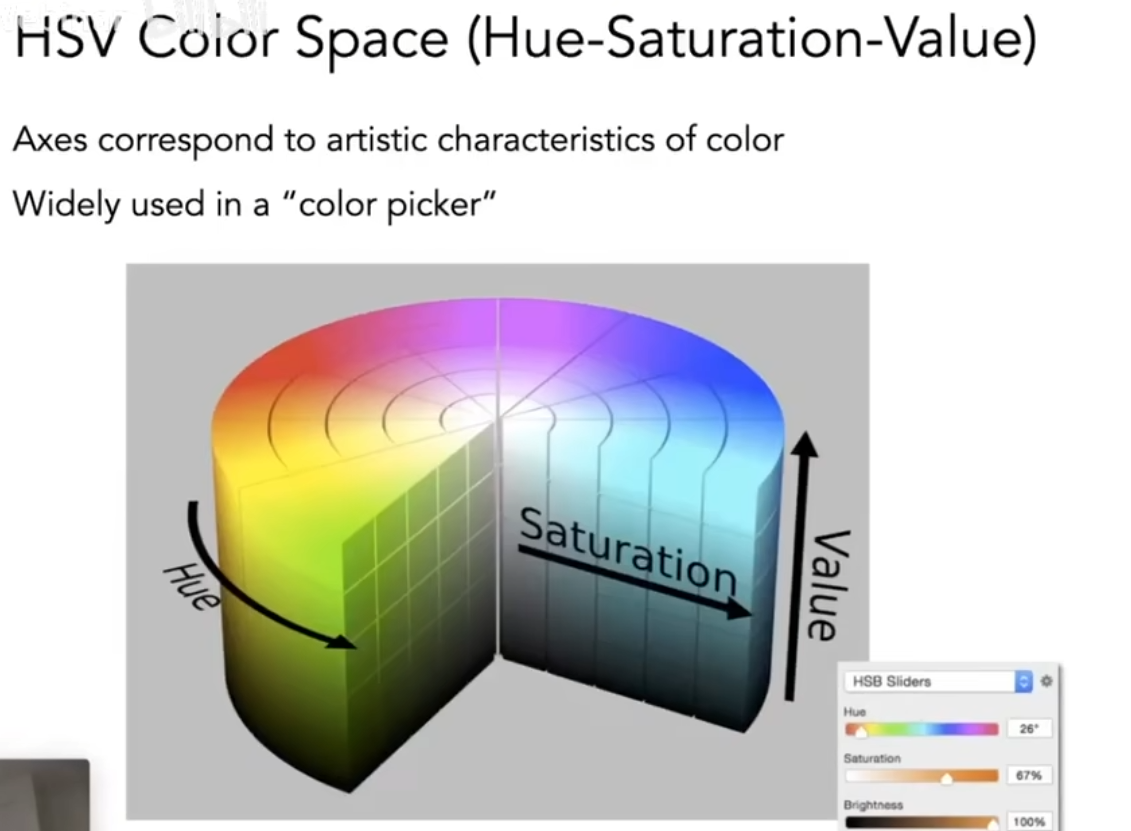 HSV Color Space (Hue-Saturation-Value)
Axes correspond to artistic characteristics of color
Widely used in a “color picker”
Saturation
Value
Hue
HSB Sliders
Hue
26°
Saturation
67%
Brightness
100%